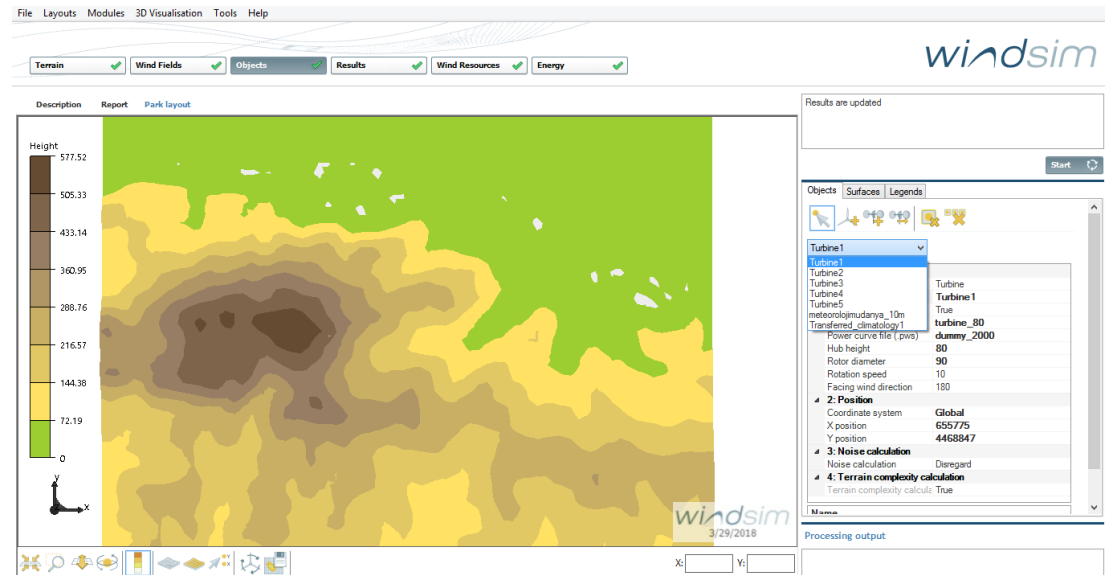 File Layouts Modules 3D Visualisation Tools Help
windsim
Terrain Wind Fields Objects Results Wind Resources Energy
Description Report Park layout
Results are updated
Start
Height
577.52
505.33
433.14
360.95
288.76
216.57
144.38
72.19
0
y
x
windsim
3/29/2018
X: Y:
Objects Surfaces Legends
Turbine1
Turbine1
Turbine2
Turbine3
Turbine4
Turbine5
meteorolojimudanya_10m
Transferred_climatology1
Turbine
Turbine1
True
turbine_80
Power curve file (.pws) dummy_2000
Hub height 80
Rotor diameter 90
Rotation speed 10
Facing wind direction 180
2: Position
Coordinate system Global
X position 655775
Y position 4468847
3: Noise calculation
Noise calculation Disregard
4: Terrain complexity calculation
Terrain complexity calcula True
Name
Processing output